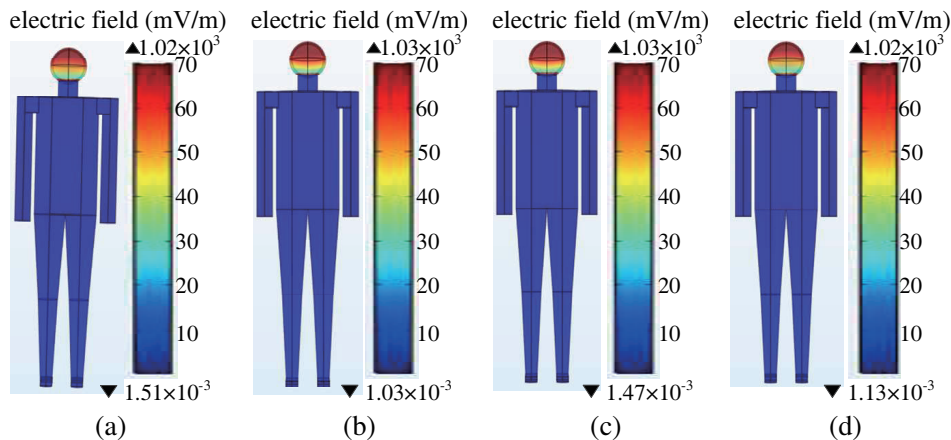 electric field (mV/m) electric field (mV/m) electric field (mV/m) electric field (mV/m)
▲1.02×10³ ▲1.03×10³ ▲1.03×10³ ▲1.02×10³
70 70 70 70
60 60 60 60
50 50 50 50
40 40 40 40
30 30 30 30
20 20 20 20
10 10 10 10
▼ 1.51×10⁻³ ▼ 1.03×10⁻³ ▼ 1.47×10⁻³ ▼ 1.13×10⁻³
(a) (b) (c) (d)